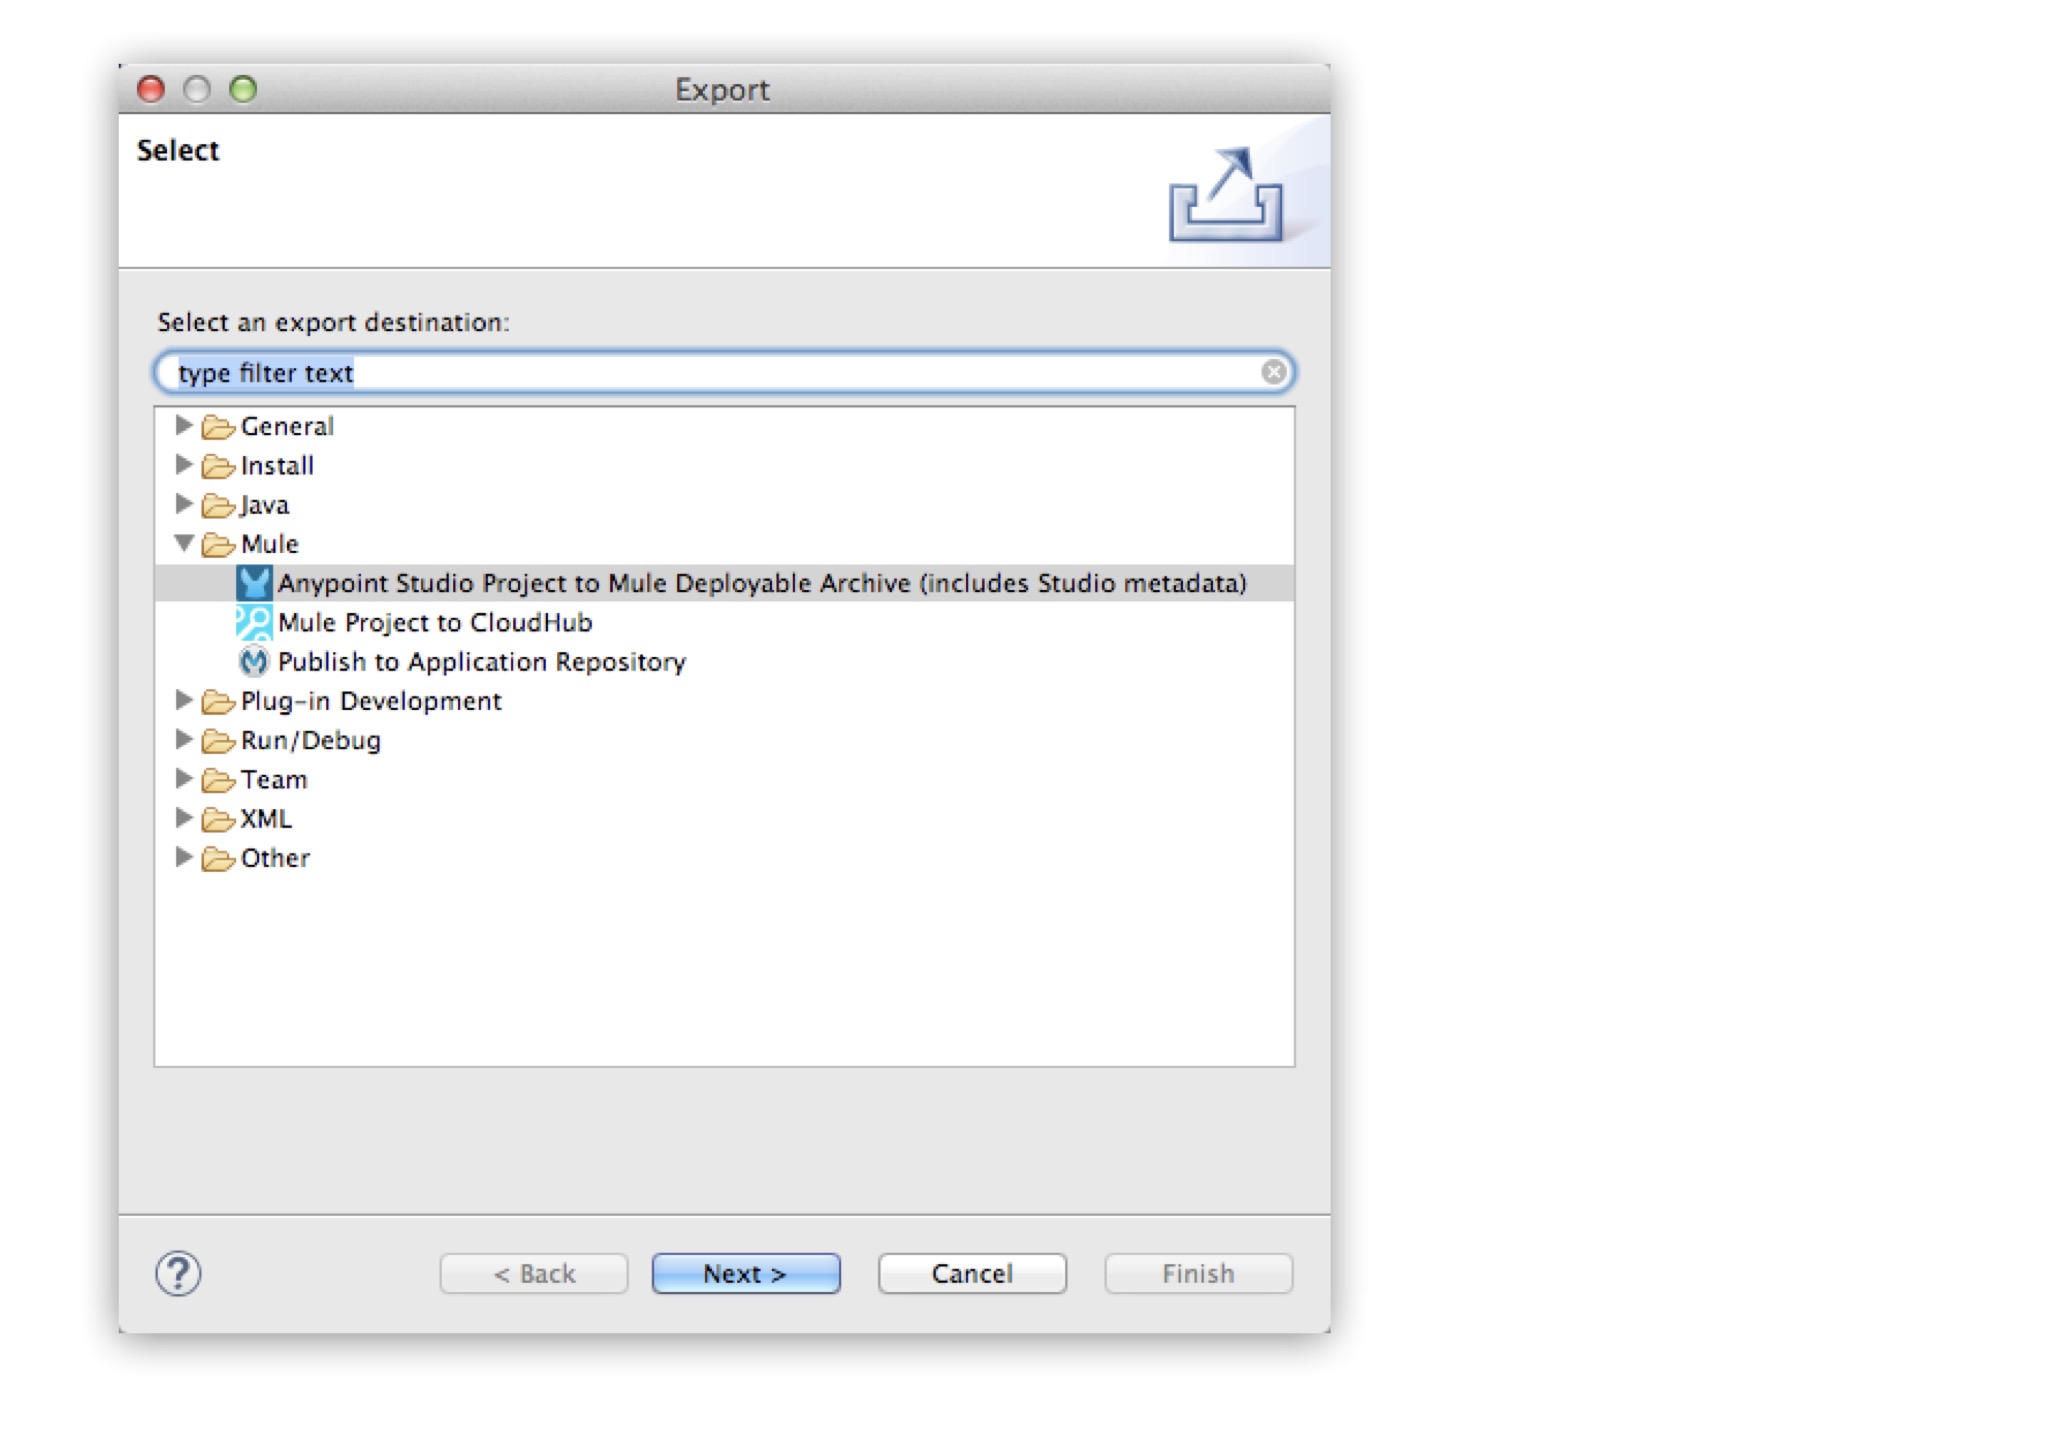 Export
Select
Select an export destination:
type filter text
General
Install
Java
Mule
Anypoint Studio Project to Mule Deployable Archive (includes Studio metadata)
Mule Project to CloudHub
Publish to Application Repository
Plug-in Development
Run/Debug
Team
XML
Other
? < Back Next > Cancel Finish